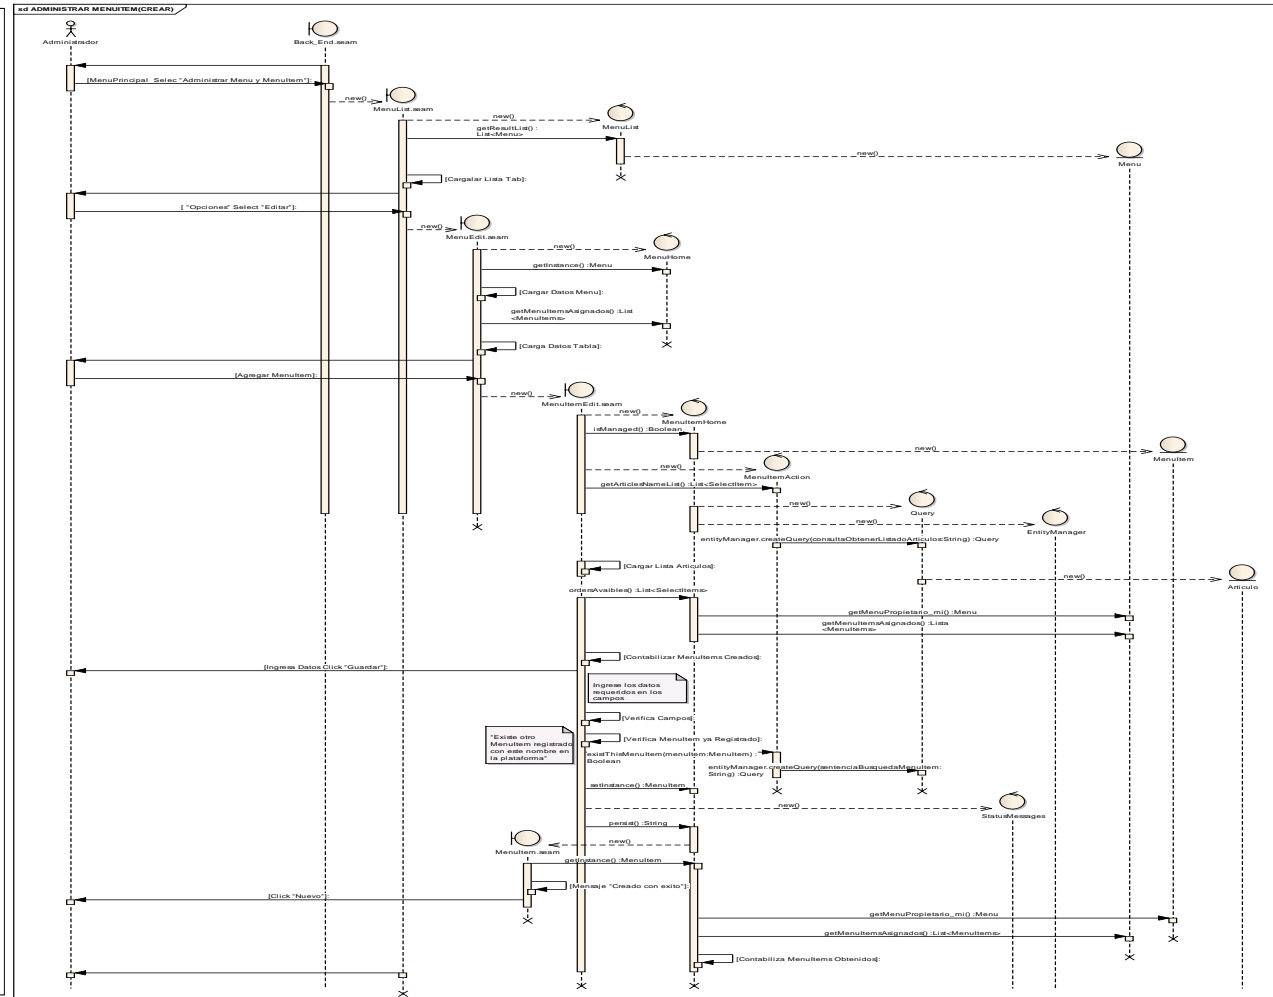 sd ADMINISTRAR MENUITEM(CREAR)
Administrador
Back_End.seam
[MenuPrincipal Selec "Administrar Menu y MenuItem"]:
new()
MenuList.seam
new()
MenuList
getResultList() :
List<Menu>
new()
Menu
[Cargalar Lista Tab]:
[ "Opciones" Select "Editar"]:
new()
MenuEdit.seam
new()
MenuHome
getInstance() :Menu
[Cargar Datos Menu]:
getMenuItemsAsignados() :List
<MenuItems>
[Carga Datos Tabla]:
[Agregar MenuItem]:
new()
MenuItemEdit.seam
new()
MenuItemHome
isManaged() :Boolean
new()
MenuItem
new()
MenuItemAction
getArticlesNameList() :List<SelectItem>
new()
Query
new()
EntityManager
entityManager.createQuery(consultaObtenerListadoArticulos:String) :Query
[Cargar Lista Articulos]:
new()
Articulo
ordersAvaibles() :List<SelectItems>
getMenuPropietario_mi() :Menu
getMenuItemsAsignados() :Lista
<MenuItems>
[Contabilizar MenuItems Creados]:
[Ingresa Datos Click "Guardar"]:
Ingrese los datos
requeridos en los
campos
[Verifica Campos]:
"Existe otro
MenuItem registrado
con este nombre en
la plataforma"
[Verifica MenuItem ya Registrado]:
existThisMenuItem(menuItem:MenuItem) :
Boolean
entityManager.createQuery(sentenciaBusquedaMenuItem:
String) :Query
setInstance() :MenuItem
new()
StatusMessages
persist() :String
new()
MenuItem.seam
getInstance() :MenuItem
[Mensaje "Creado con exito"]:
[Click "Nuevo"]:
getMenuPropietario_mi() :Menu
getMenuItemsAsignados() :List<MenuItems>
[Contabiliza MenuItems Obtenidos]: